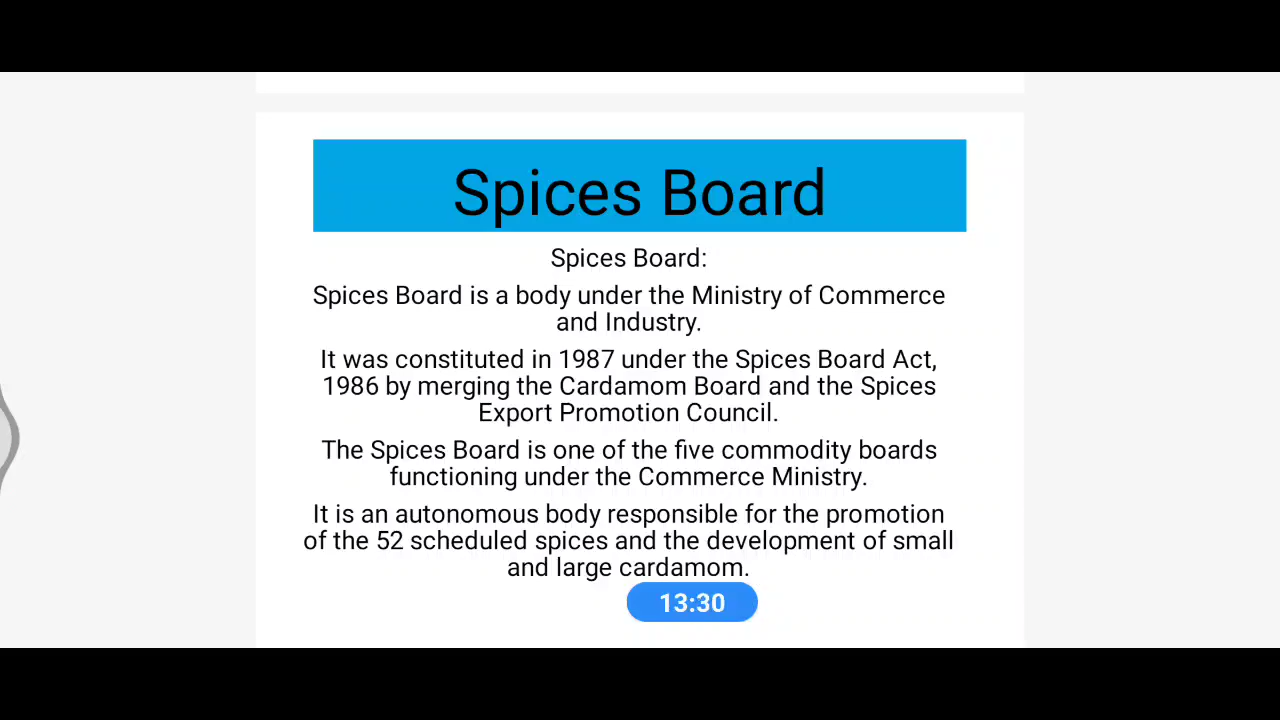 Spices Board
Spices Board:
Spices Board is a body under the Ministry of Commerce
and Industry.
It was constituted in 1987 under the Spices Board Act,
1986 by merging the Cardamom Board and the Spices
Export Promotion Council.
The Spices Board is one of the five commodity boards
functioning under the Commerce Ministry.
It is an autonomous body responsible for the promotion
of the 52 scheduled spices and the development of small
and large cardamom.
13:30